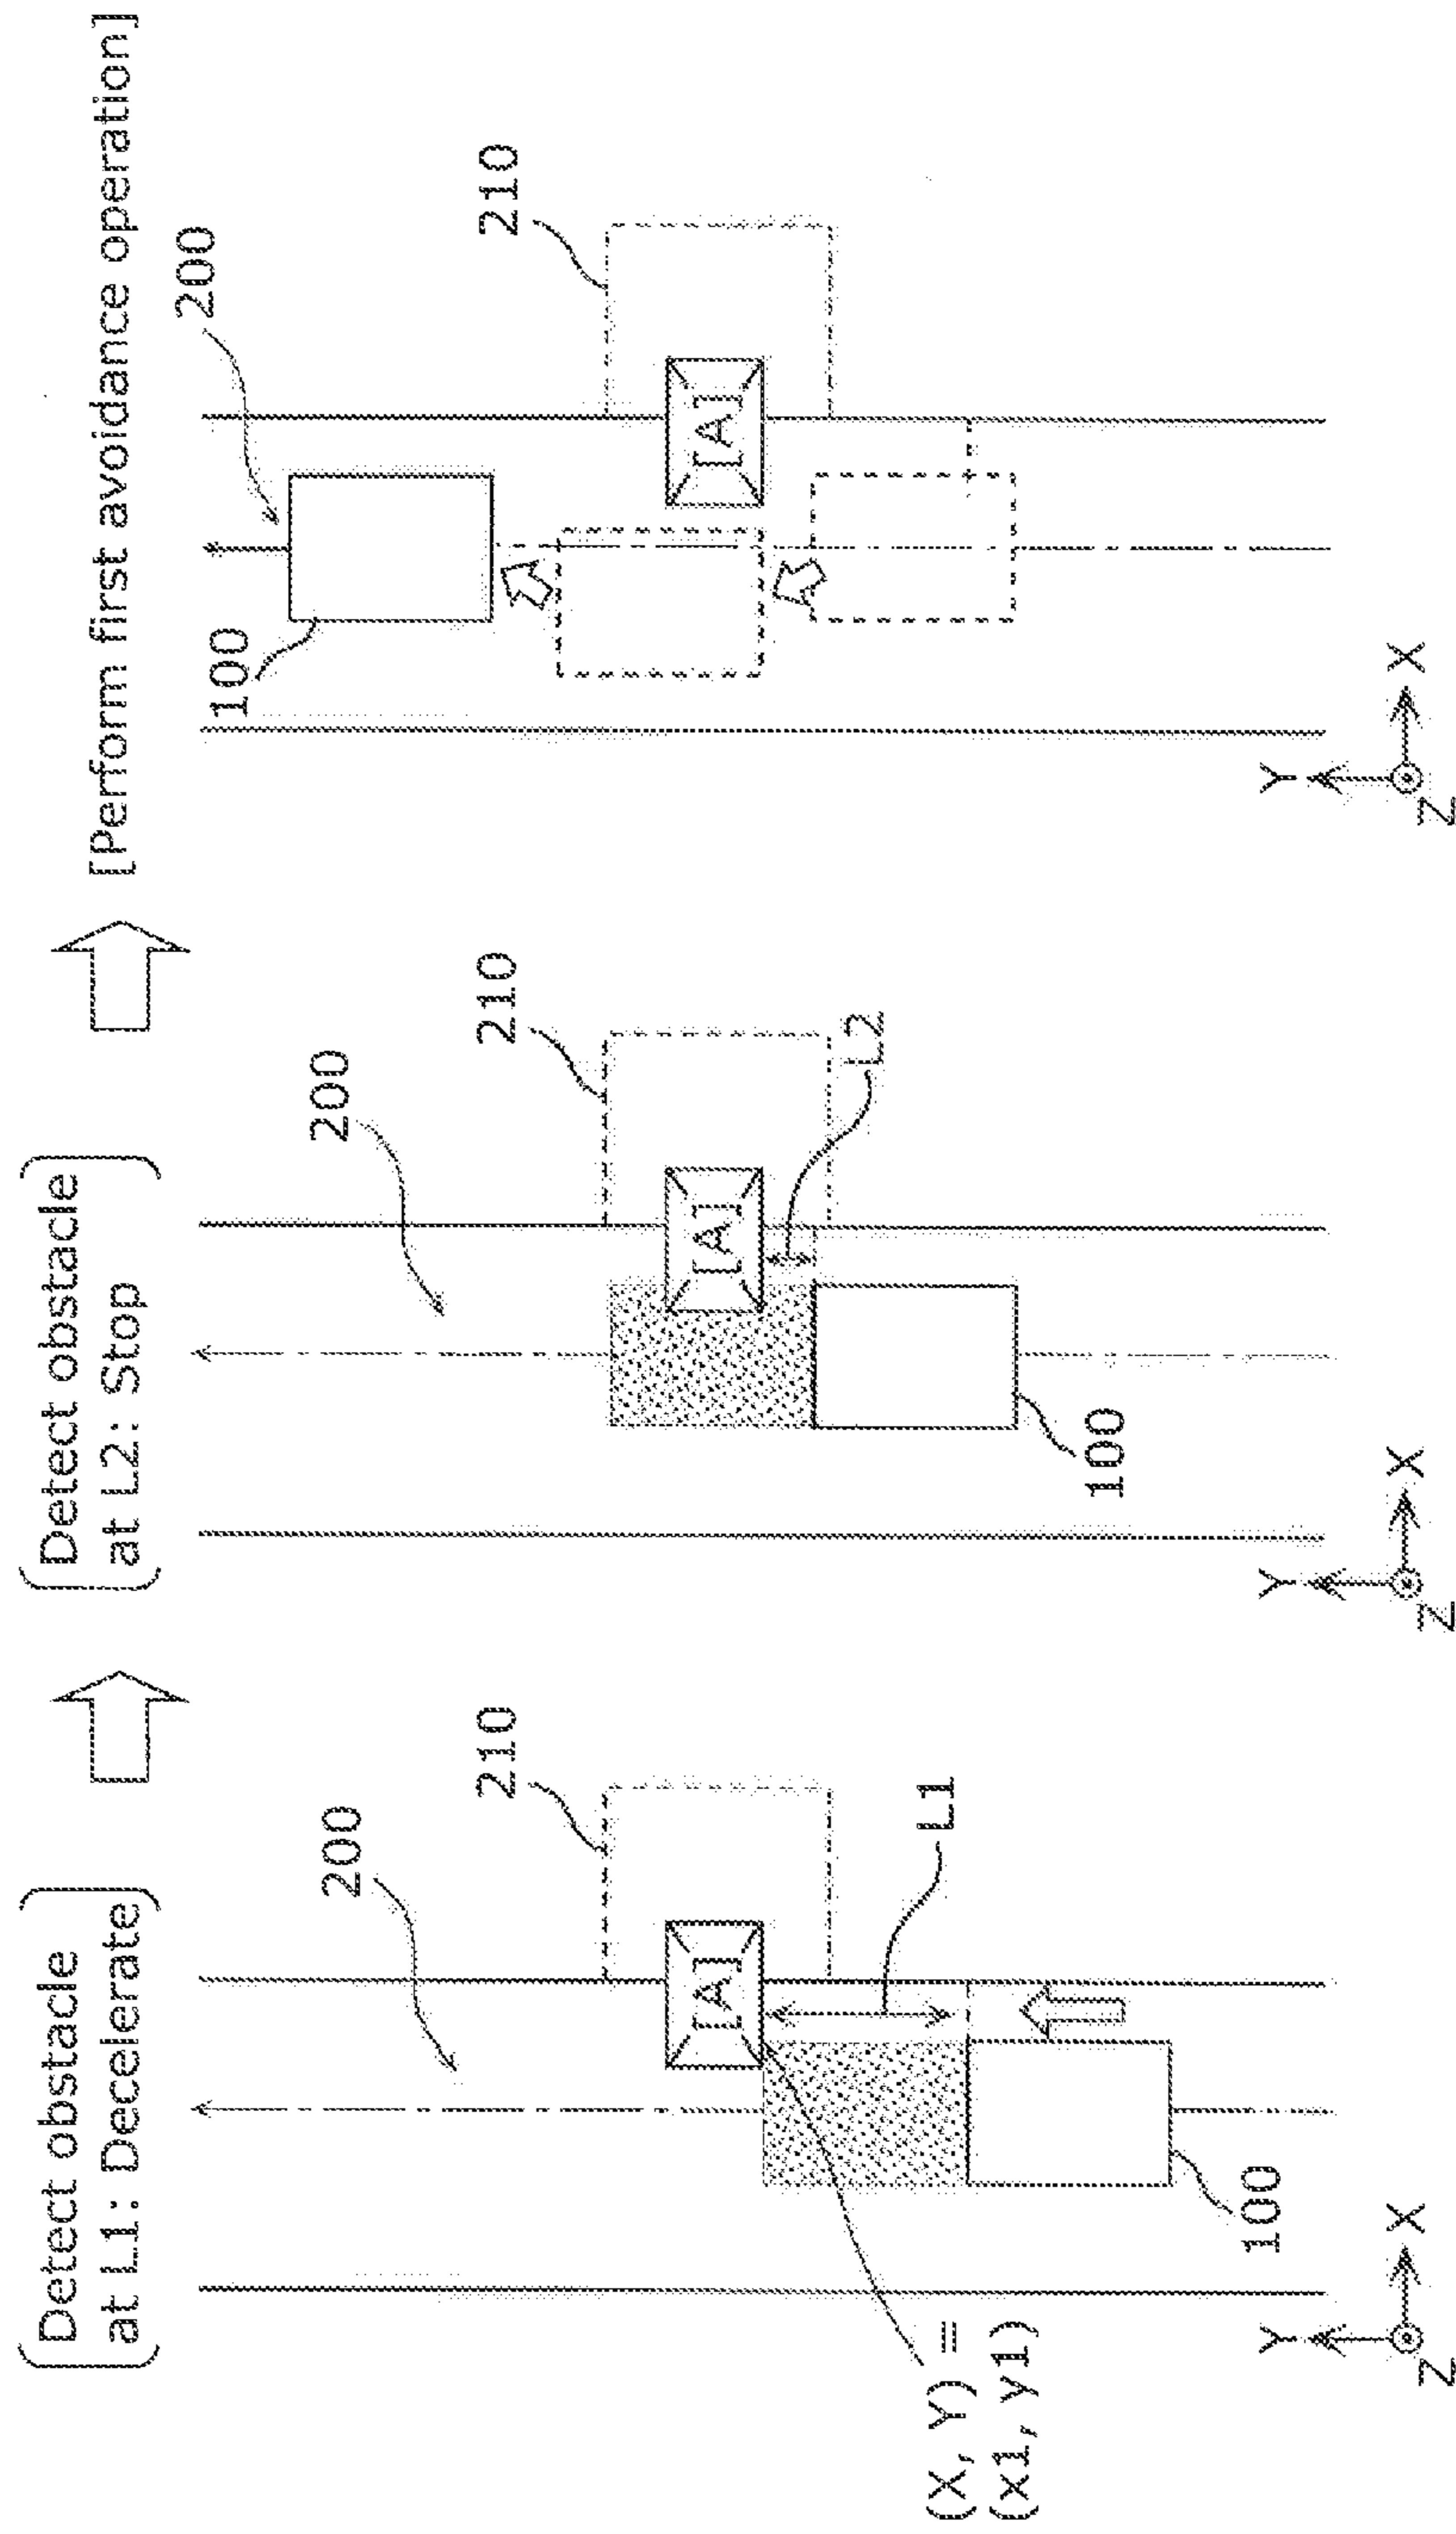 [Detect obstacle
at L1: Decelerate]
200
210
[A]
L1
(X, Y) =
(x1, y1)
100
Y
X
Z
[Detect obstacle
at L2: Stop]
200
210
[A]
L2
100
Y
X
Z
[Perform first avoidance operation]
200
210
100
[A]
Y
X
Z